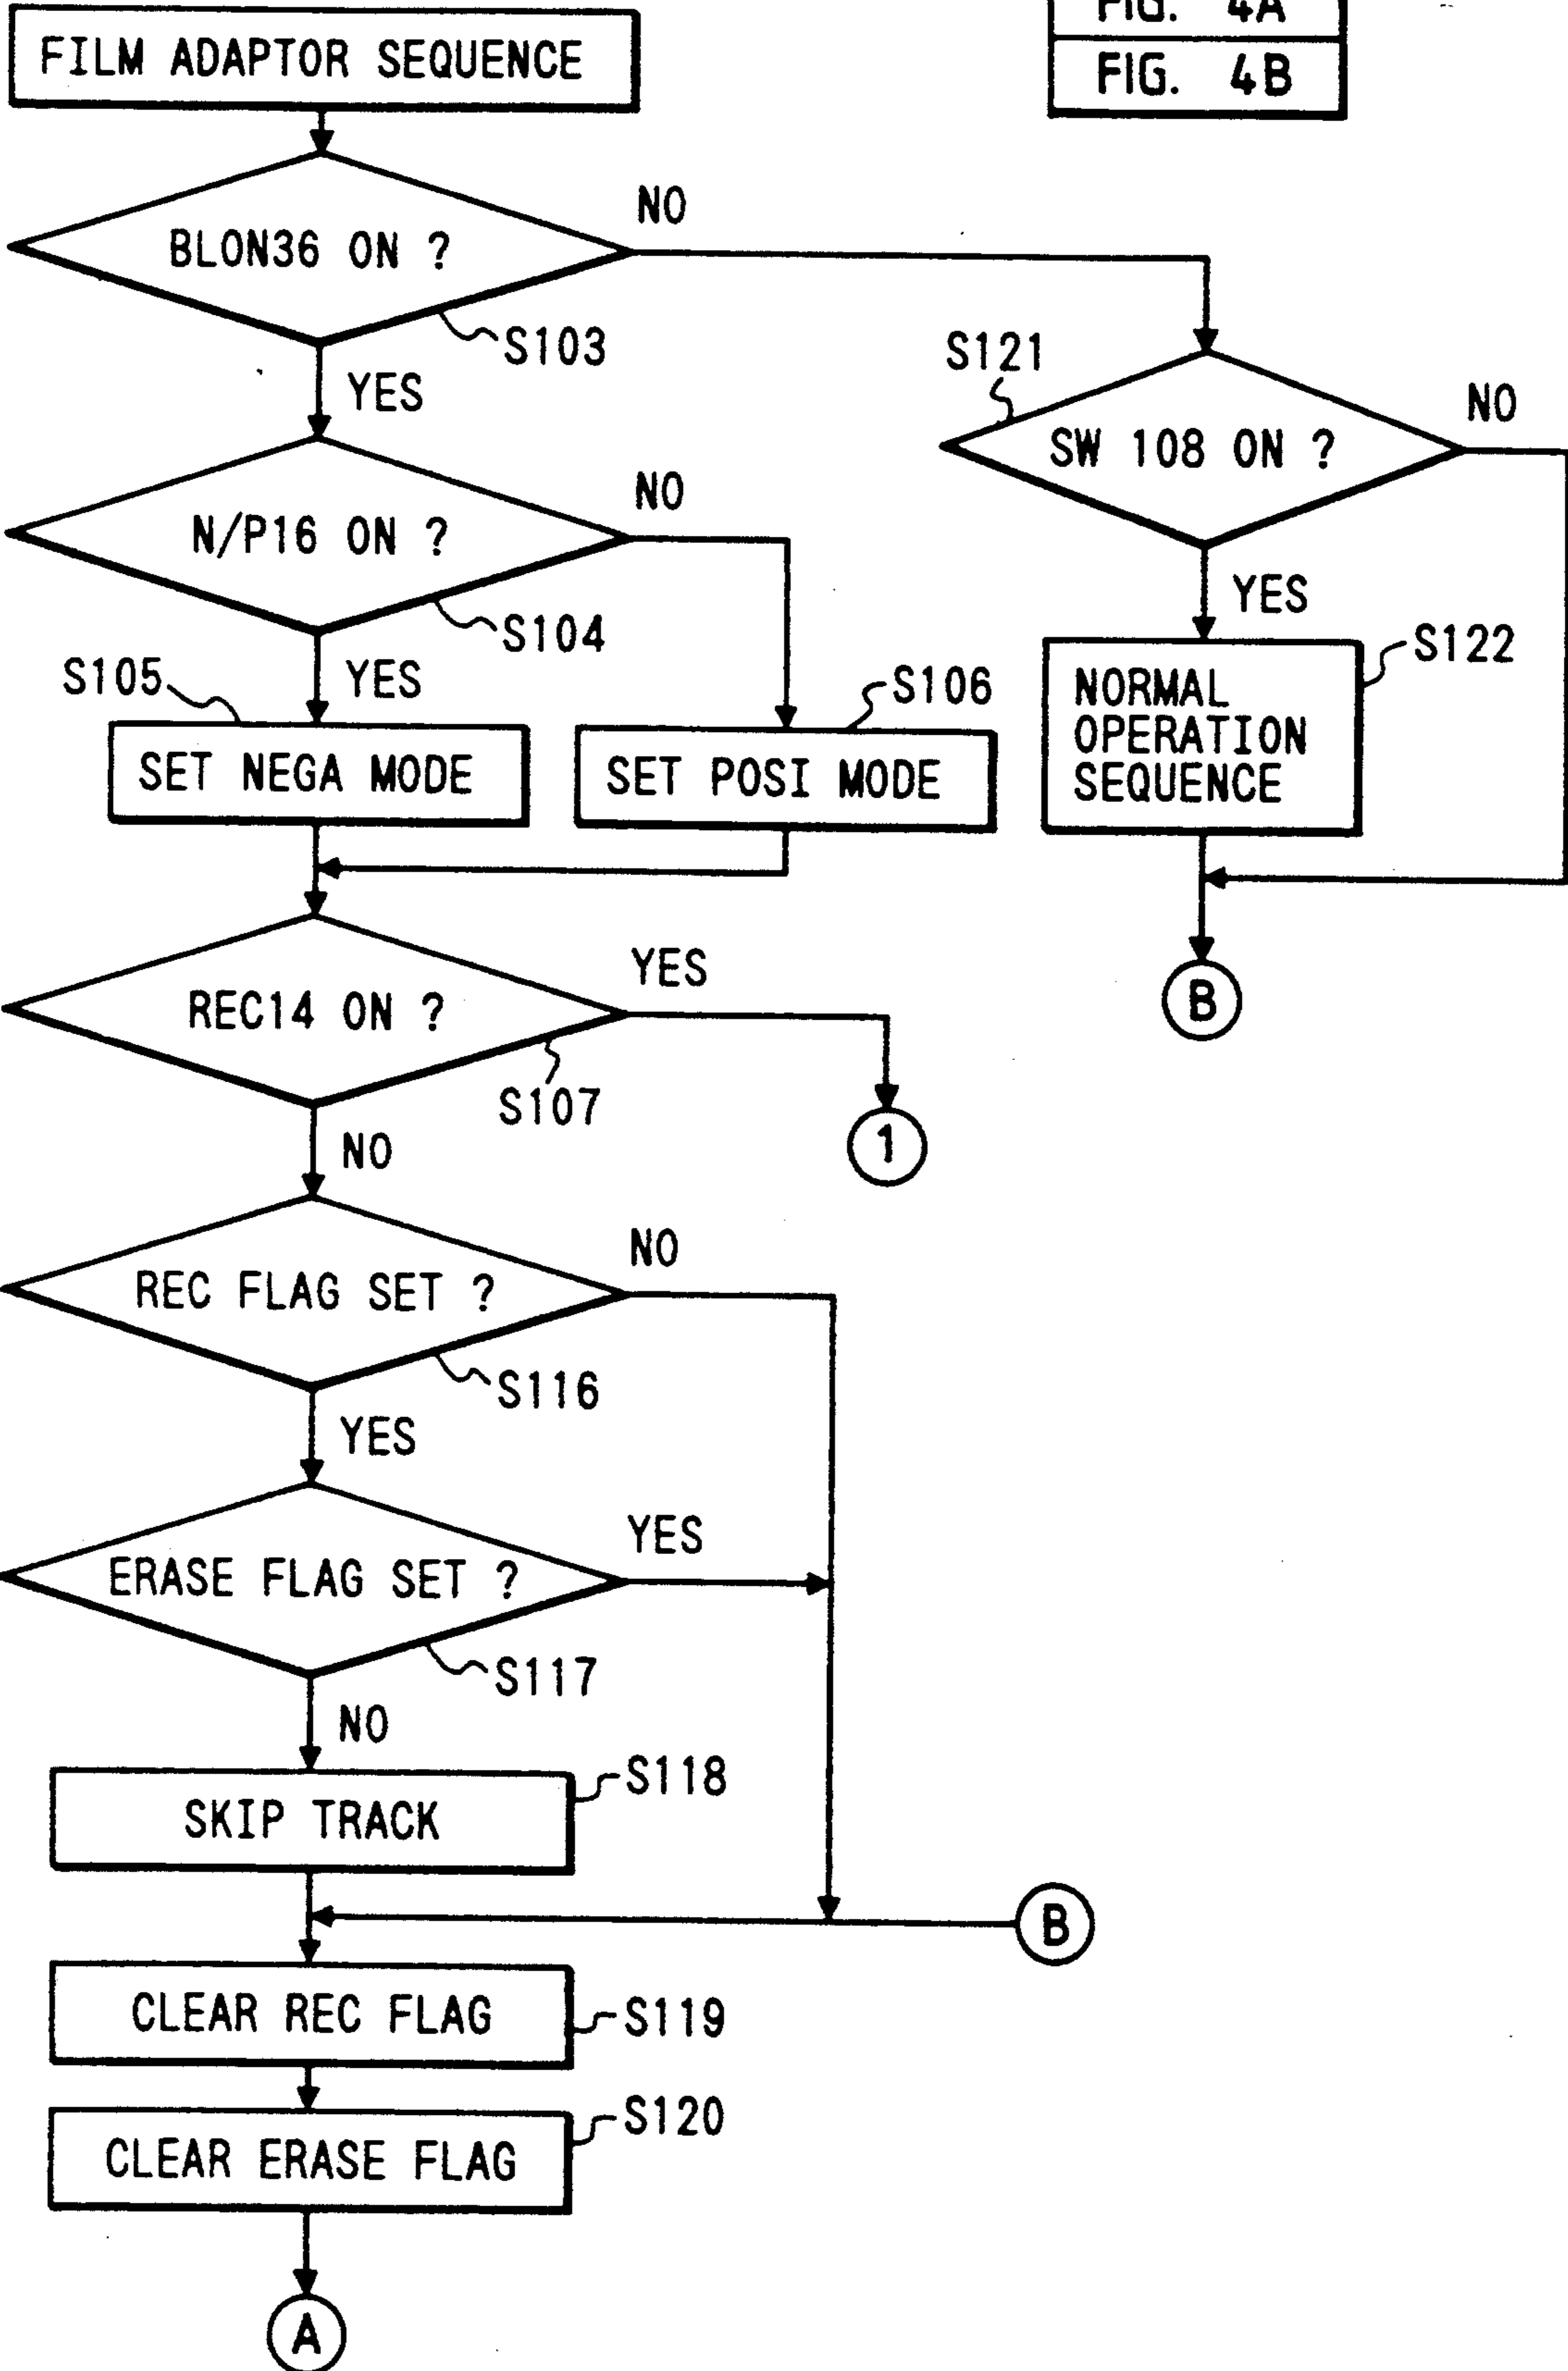 FIG. 4A
FIG. 4B
FILM ADAPTOR SEQUENCE
BLON36 ON ?
NO
S103
YES
S121
SW 108 ON ?
NO
YES
N/P16 ON ?
NO
S104
YES
S105
SET NEGA MODE
S106
SET POSI MODE
S122
NORMAL
OPERATION
SEQUENCE
B
REC14 ON ?
YES
S107
1
NO
REC FLAG SET ?
NO
S116
YES
ERASE FLAG SET ?
YES
S117
NO
SKIP TRACK
S118
B
CLEAR REC FLAG
S119
CLEAR ERASE FLAG
S120
A